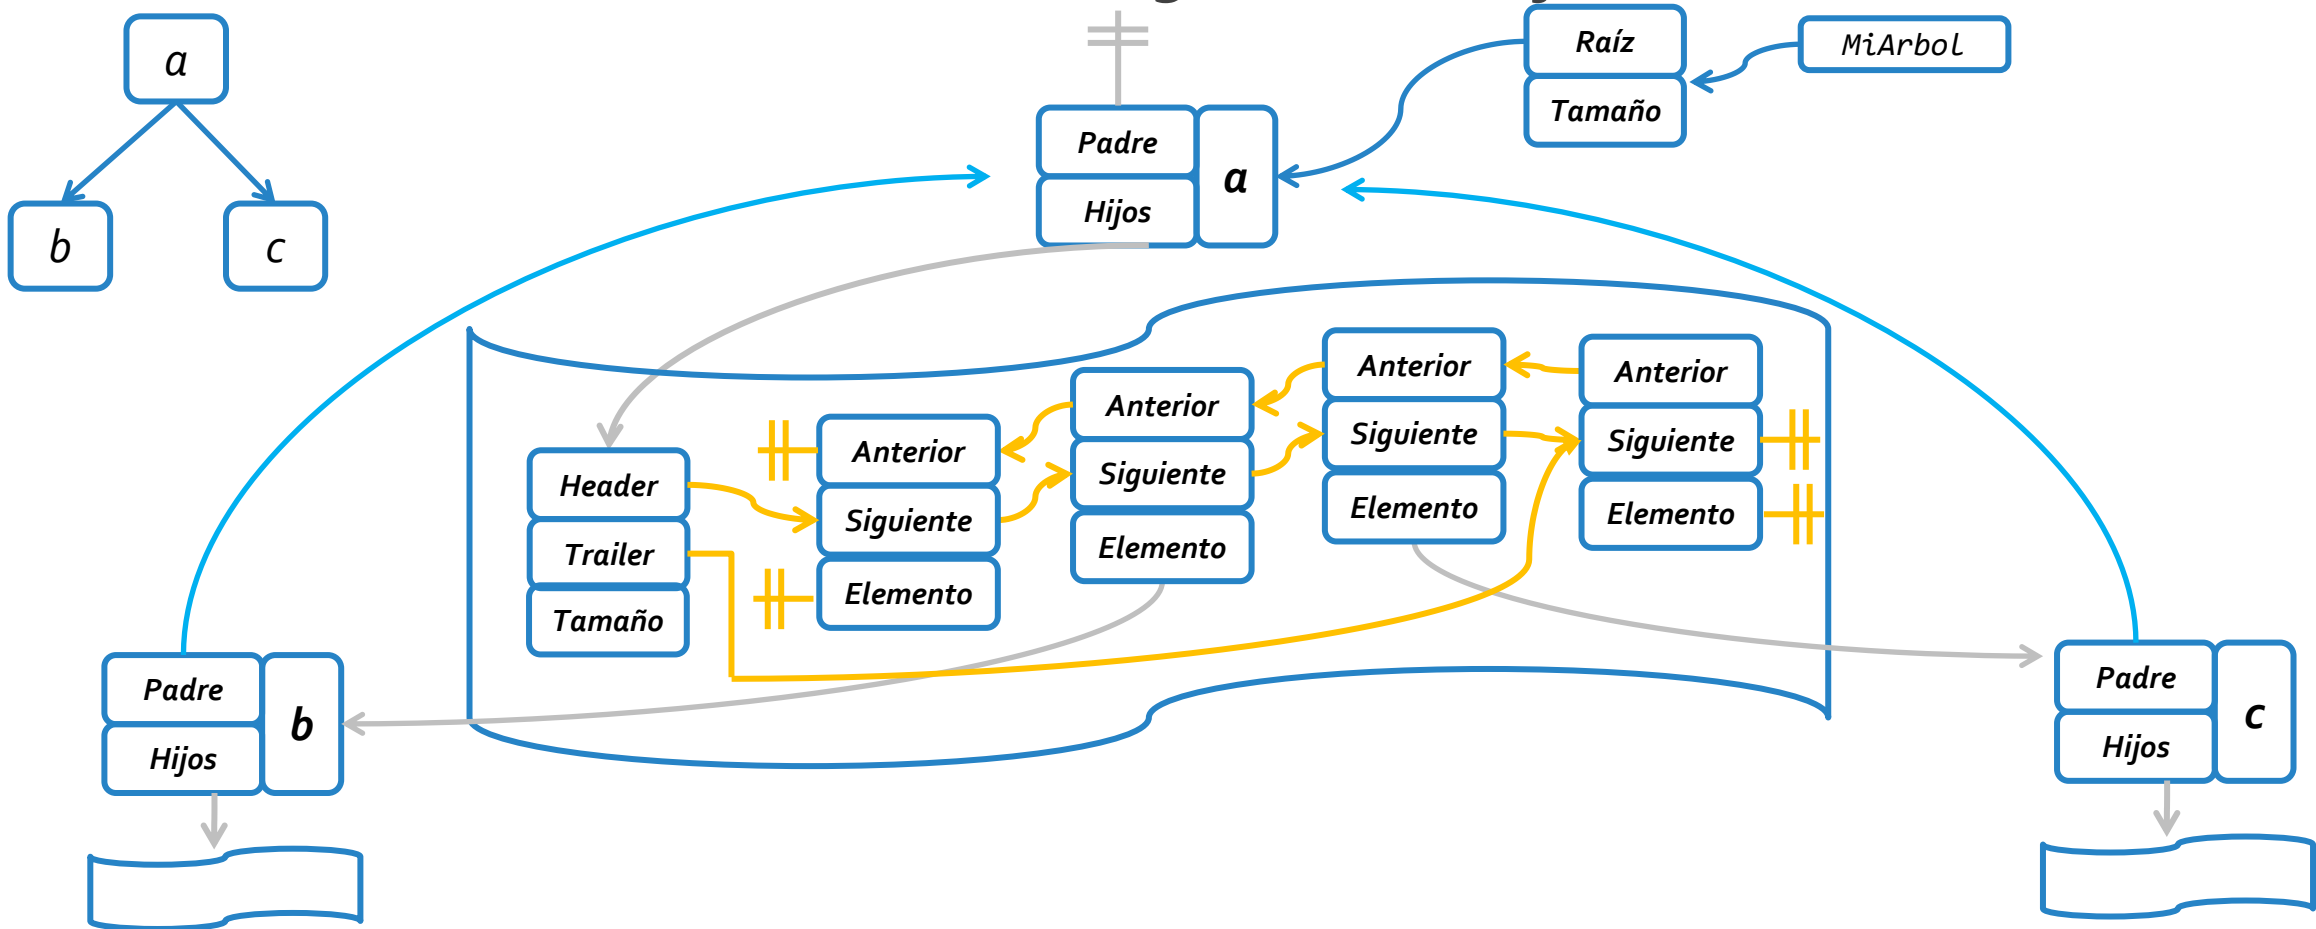 a
b
c
Raíz
Tamaño
MiArbol
Padre
Hijos
a
Header
Trailer
Tamaño
Anterior
Siguiente
Elemento
Anterior
Siguiente
Elemento
Anterior
Siguiente
Elemento
Anterior
Siguiente
Elemento
Padre
Hijos
b
Padre
Hijos
c